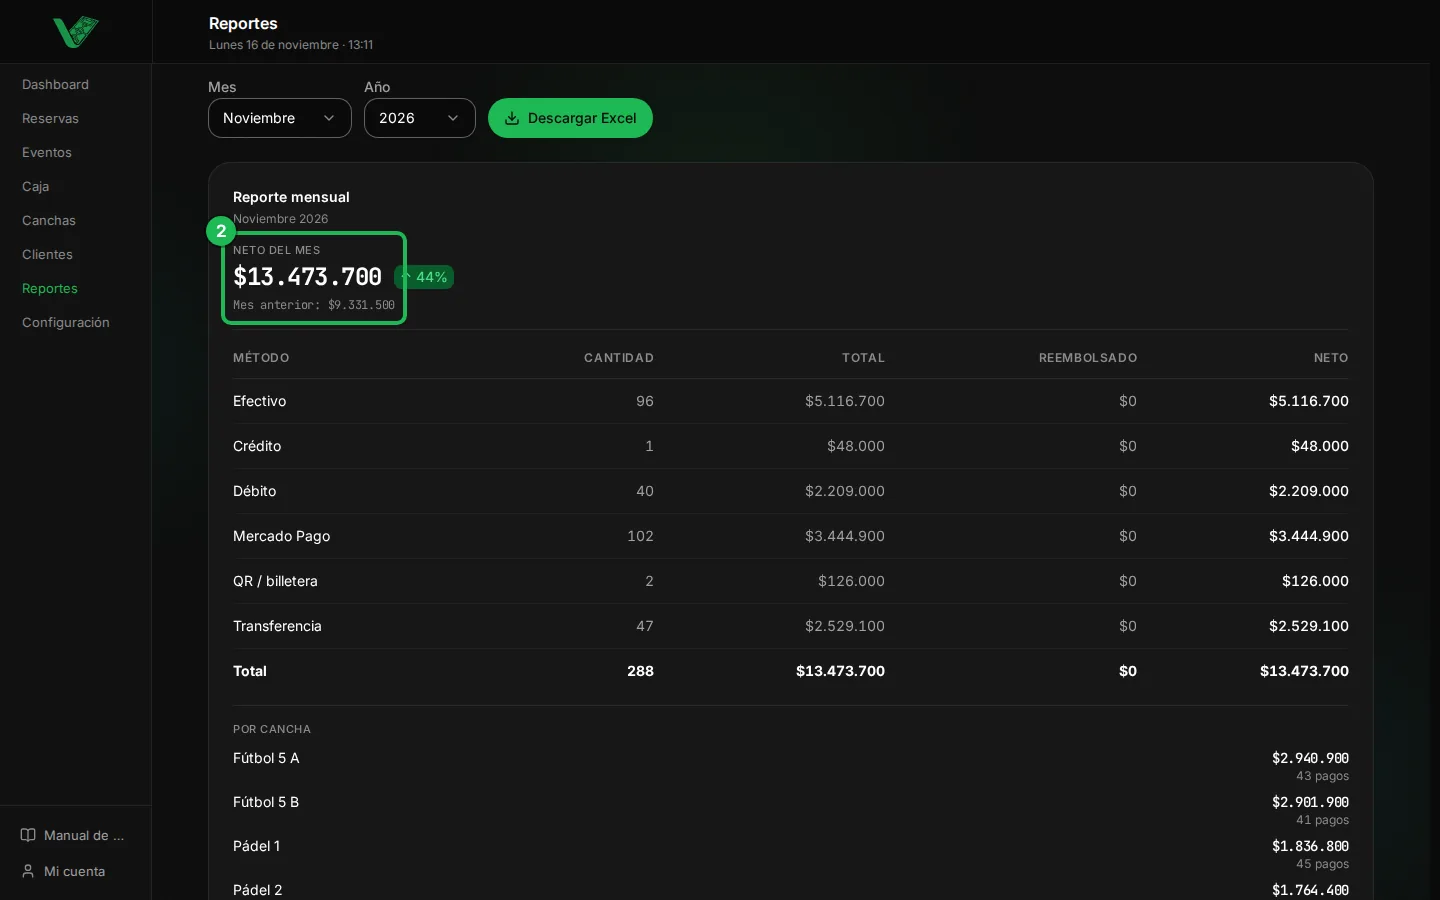 Reportes
Lunes 16 de noviembre · 13:11
Dashboard
Reservas
Eventos
Caja
Canchas
Clientes
Reportes
Configuración
Manual de ...
Mi cuenta
Mes
Año
Noviembre
2026
Descargar Excel
Reporte mensual
Noviembre 2026
2
NETO DEL MES
$13.473.700
↑ 44%
Mes anterior: $9.331.500
MÉTODO CANTIDAD TOTAL REEMBOLSADO NETO
Efectivo 96 $5.116.700 $0 $5.116.700
Crédito 1 $48.000 $0 $48.000
Débito 40 $2.209.000 $0 $2.209.000
Mercado Pago 102 $3.444.900 $0 $3.444.900
QR / billetera 2 $126.000 $0 $126.000
Transferencia 47 $2.529.100 $0 $2.529.100
Total 288 $13.473.700 $0 $13.473.700
POR CANCHA
Fútbol 5 A $2.940.900
43 pagos
Fútbol 5 B $2.901.900
41 pagos
Pádel 1 $1.836.800
45 pagos
Pádel 2 $1.764.400